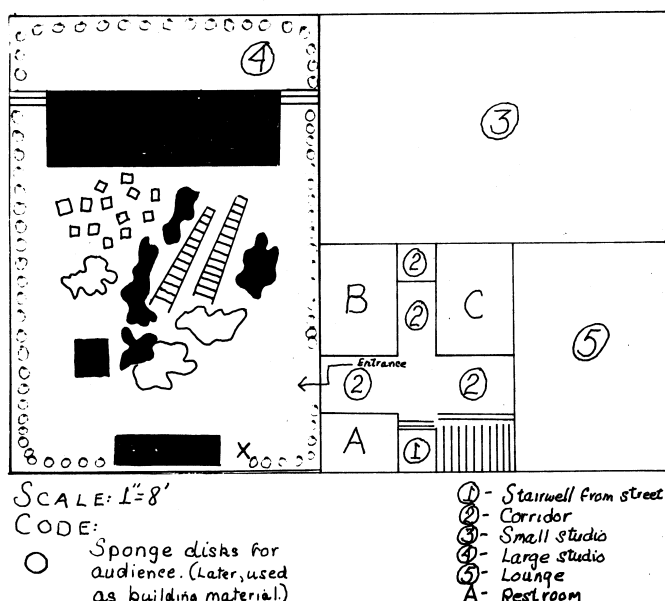 4
3
2
B
2
C
5
Entrance
2
2
X
A
1
SCALE: 1"=8'
CODE:
Sponge disks for
audience. (Later, used
as building material.)
1 - Stairwell from street
2 - Corridor
3 - Small studio
4 - Large studio
5 - Lounge
A - Restroom